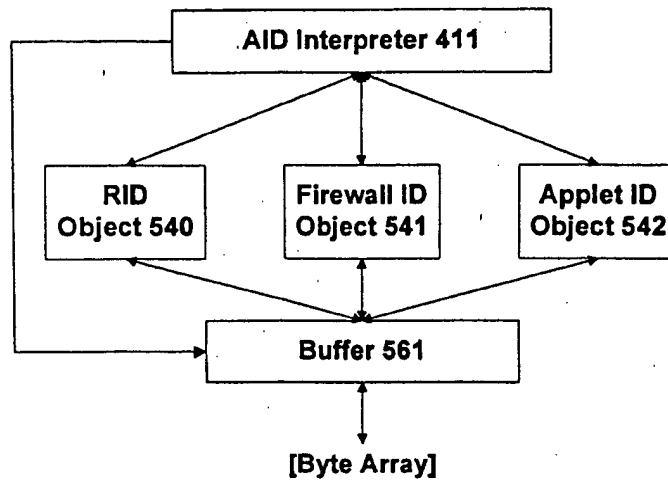 AID Interpreter 411
RID
Object 540
Firewall ID
Object 541
Applet ID
Object 542
Buffer 561
[Byte Array]